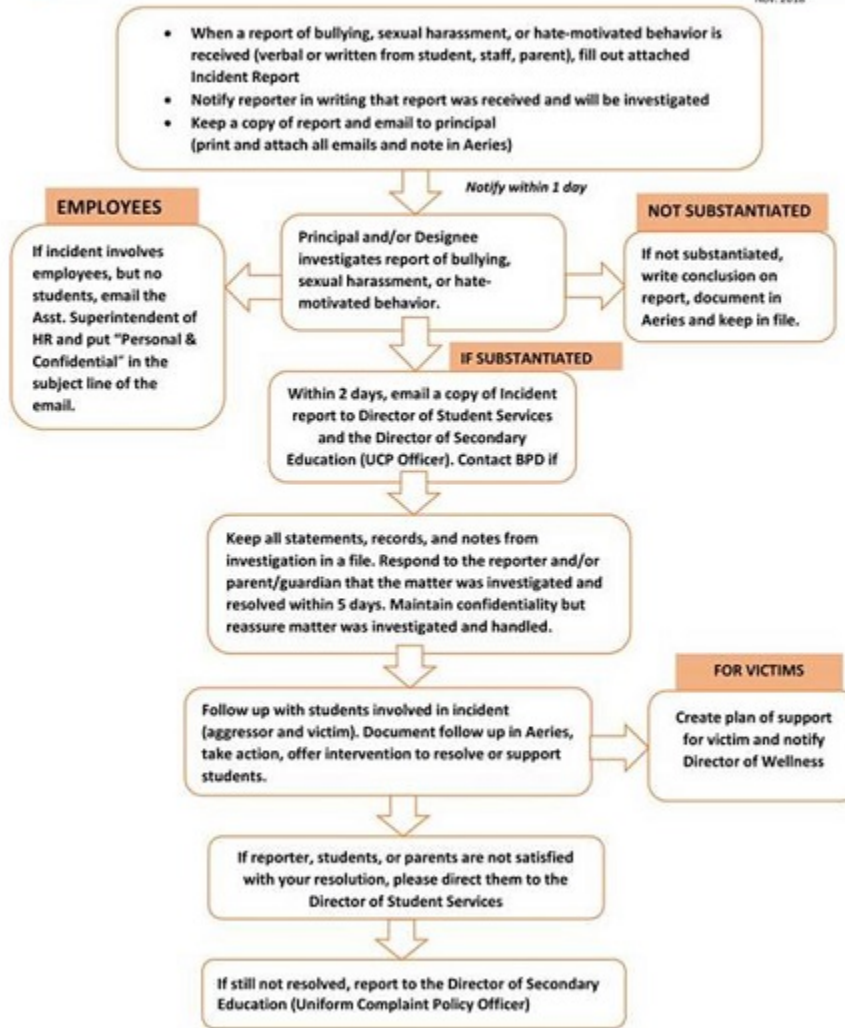 • When a report of bullying, sexual harassment, or hate-motivated behavior is
received (verbal or written from student, staff, parent), fill out attached
Incident Report
• Notify reporter in writing that report was received and will be investigated
• Keep a copy of report and email to principal
(print and attach all emails and note in Aeries)
Notify within 1 day
EMPLOYEES
If incident involves
employees, but no
students, email the
Asst. Superintendent of
HR and put "Personal &
Confidential" in the
subject line of the
email.
Principal and/or Designee
investigates report of bullying,
sexual harassment, or hate-
motivated behavior.
NOT SUBSTANTIATED
If not substantiated,
write conclusion on
report, document in
Aeries and keep in file.
IF SUBSTANTIATED
Within 2 days, email a copy of Incident
report to Director of Student Services
and the Director of Secondary
Education (UCP Officer). Contact BPD if
Keep all statements, records, and notes from
investigation in a file. Respond to the reporter and/or
parent/guardian that the matter was investigated and
resolved within 5 days. Maintain confidentiality but
reassure matter was investigated and handled.
Follow up with students involved in incident
(aggressor and victim). Document follow up in Aeries,
take action, offer intervention to resolve or support
students.
FOR VICTIMS
Create plan of support
for victim and notify
Director of Wellness
If reporter, students, or parents are not satisfied
with your resolution, please direct them to the
Director of Student Services
If still not resolved, report to the Director of Secondary
Education (Uniform Complaint Policy Officer)